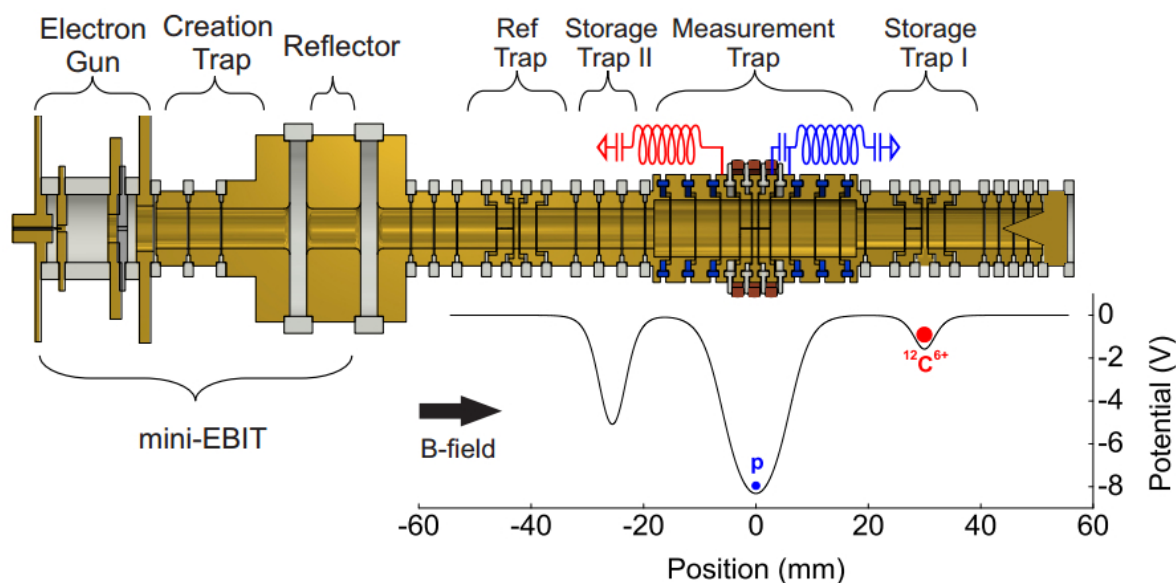 Electron
Gun
Creation
Trap
Reflector
Ref
Trap
Storage
Trap II
Measurement
Trap
Storage
Trap I
mini-EBIT
B-field
p
¹²C⁶⁺
0
-2
-4
-6
-8
Potential (V)
-60
-40
-20
0
20
40
60
Position (mm)